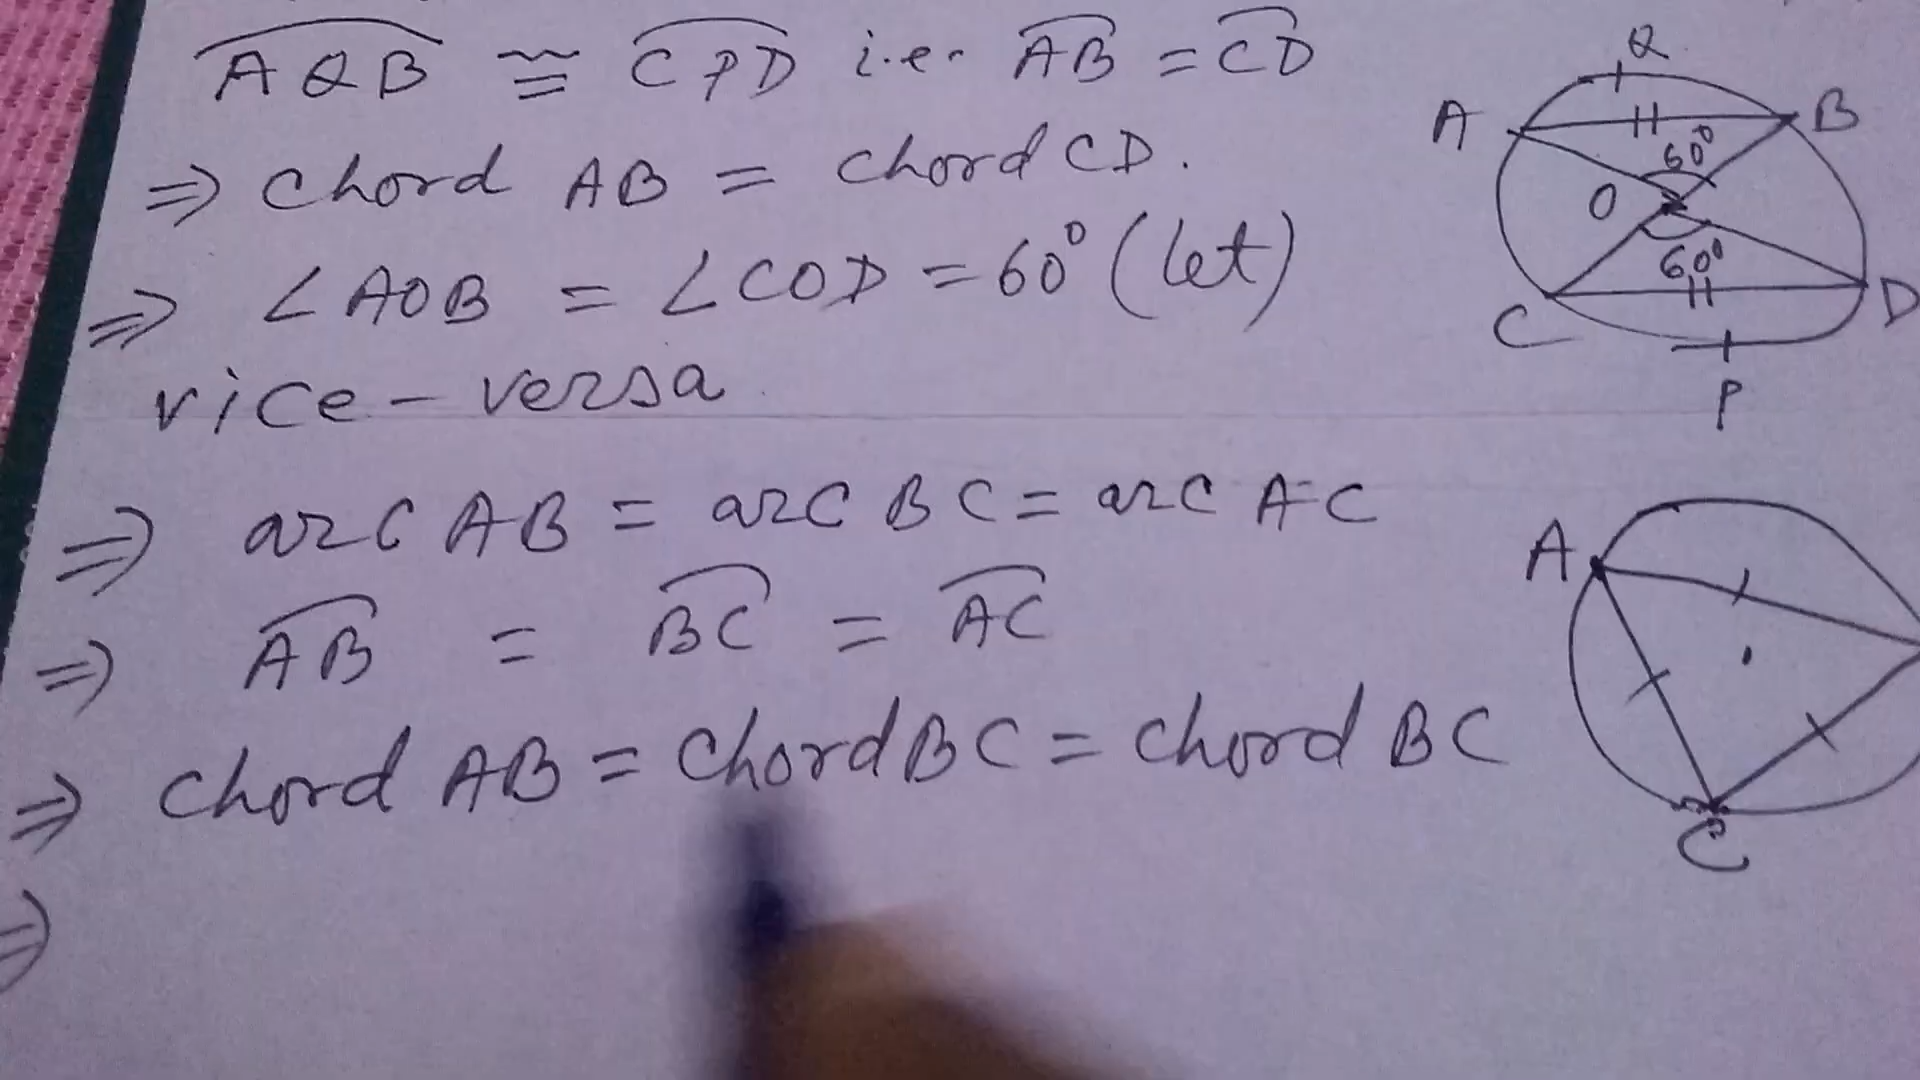 AQB ≅ CPD i.e. AB = CD
⇒ chord AB = chord CD.
⇒ ∠AOB = ∠COD = 60° (let)
vice-versa
⇒ arc AB = arc BC = arc AC
⇒ AB = BC = AC
⇒ chord AB = chord BC = chord BC
⇒
Q
A
B
60°
O
60°
C
D
P
A
C